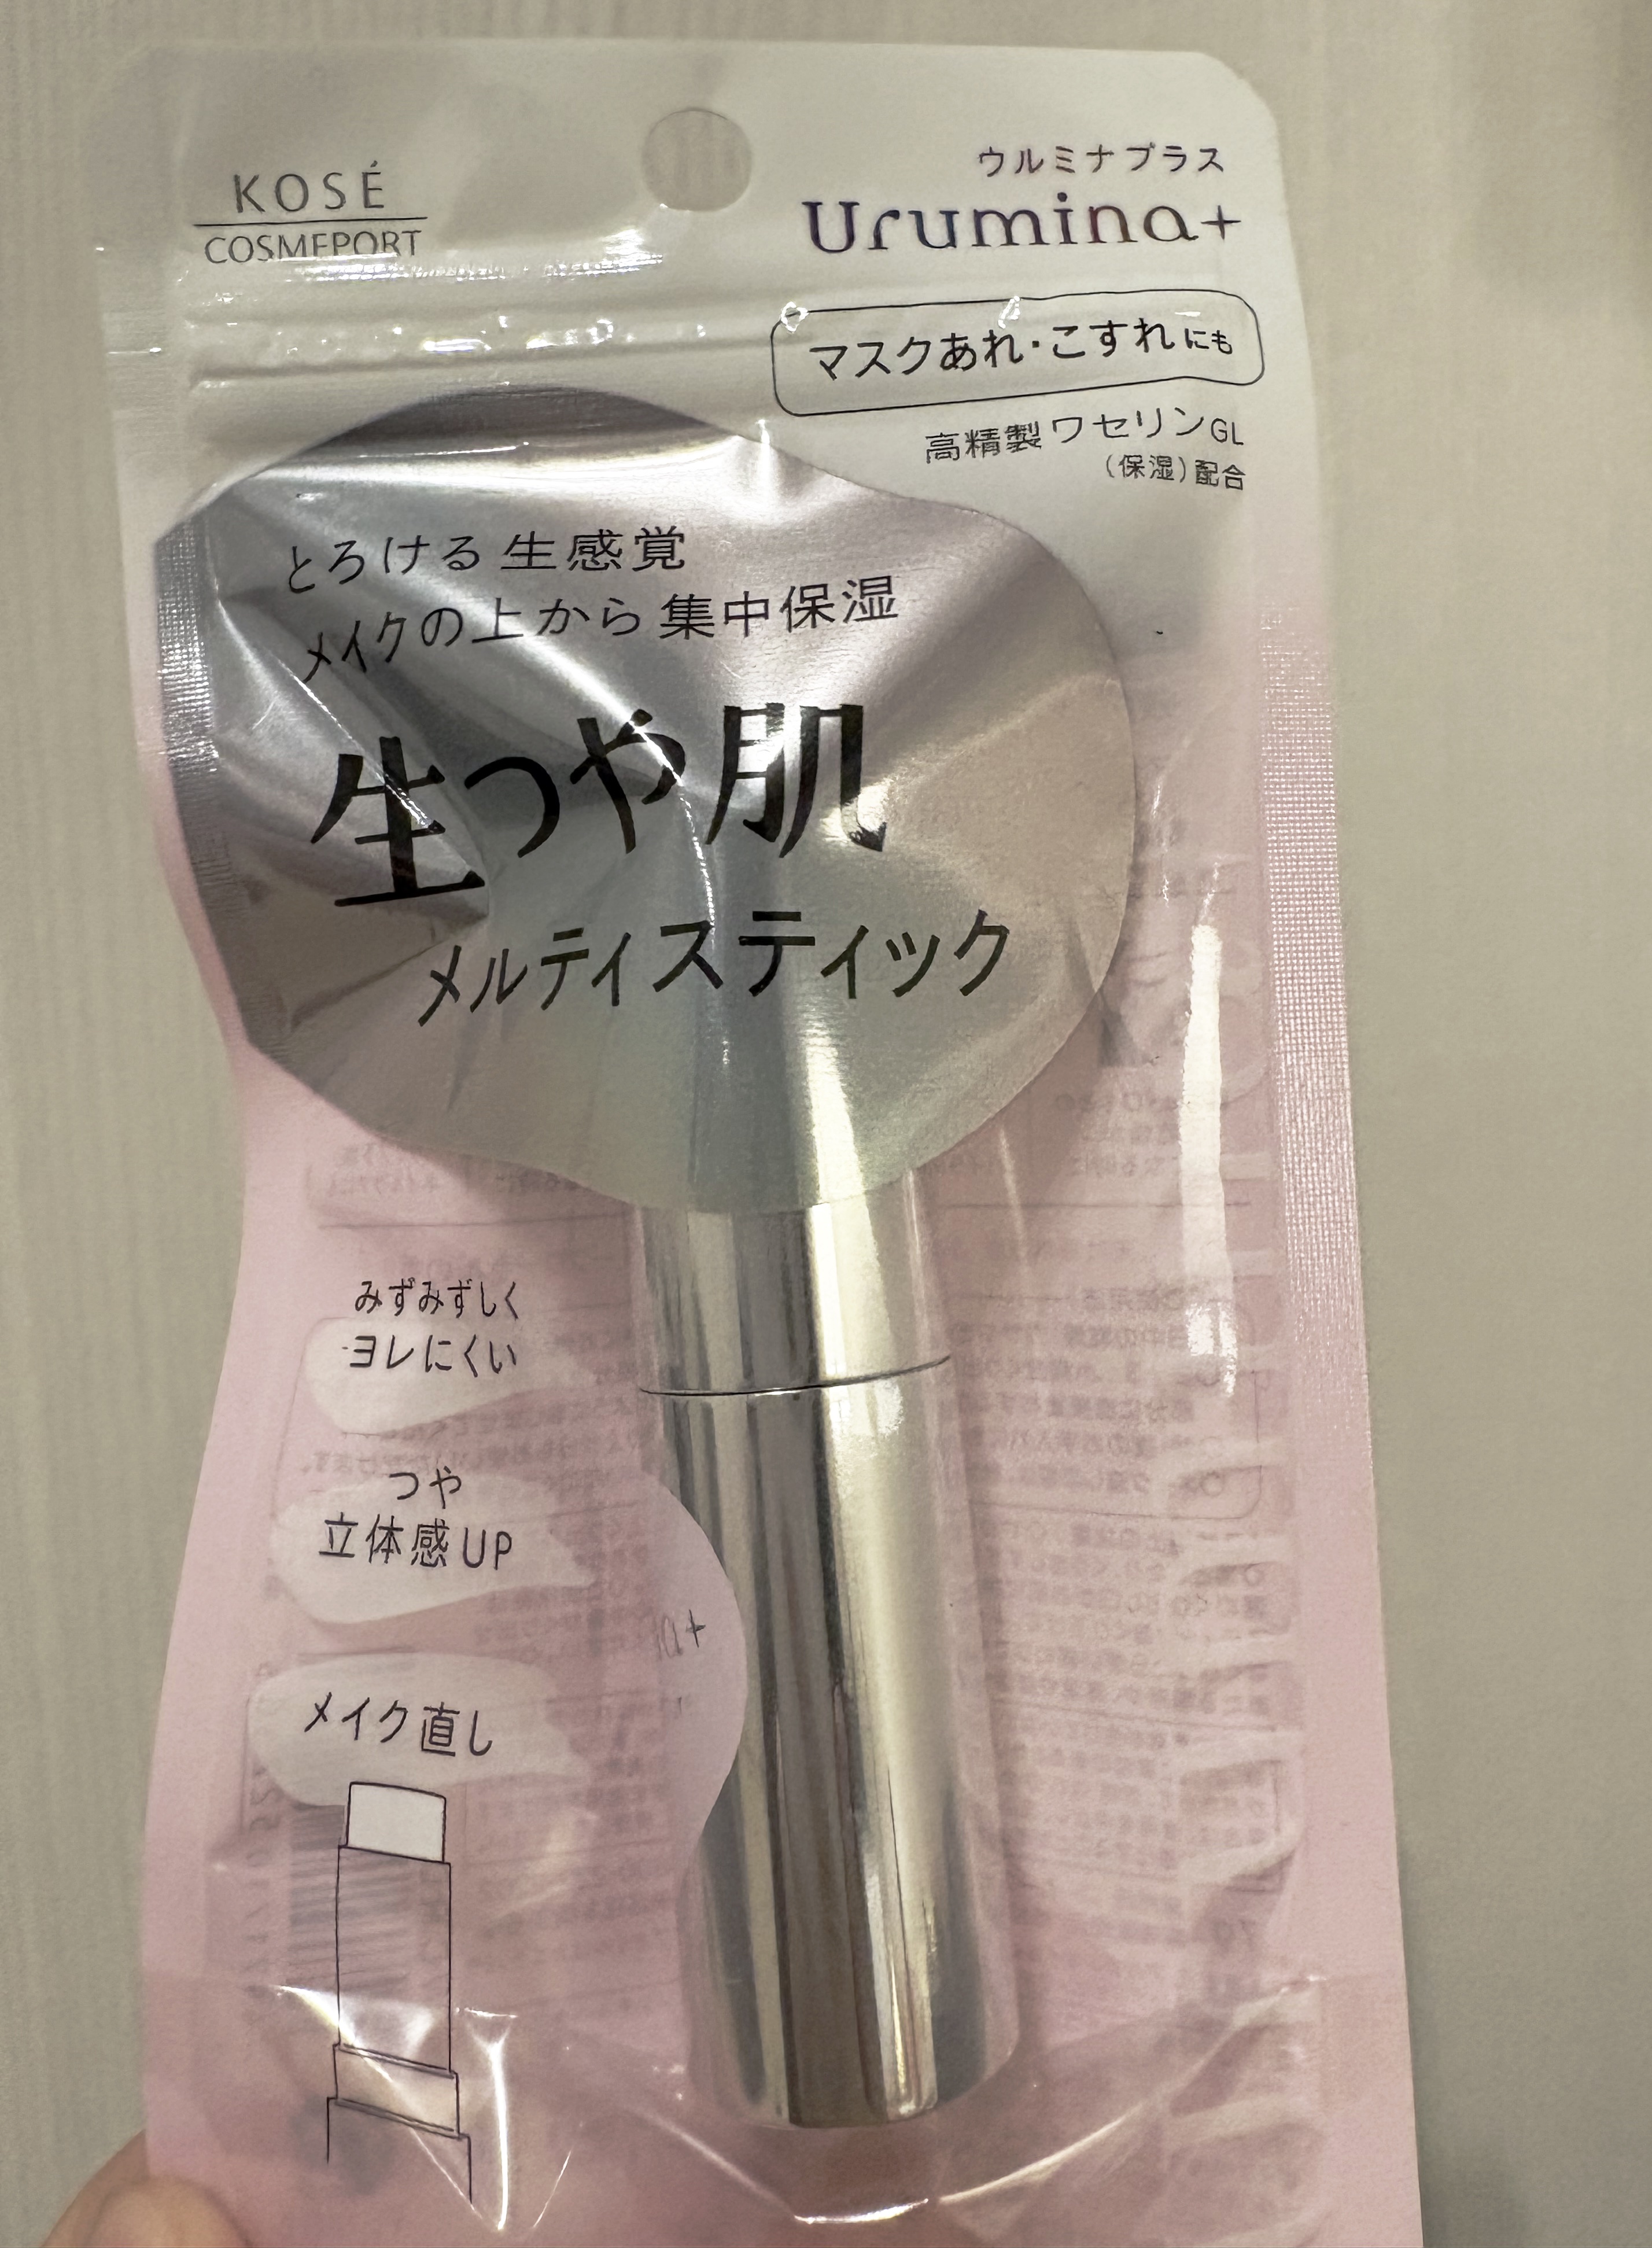 KOSÉ
COSMEPORT
ウルミナプラス
Urumina+
マスクあれ・こすれにも
高精製ワセリンGL
(保湿)配合
とろける生感覚
メイクの上から集中保湿
生つや肌
メルティスティック
みずみずしく
ヨレにくい
つや
立体感UP
a+
メイク直し